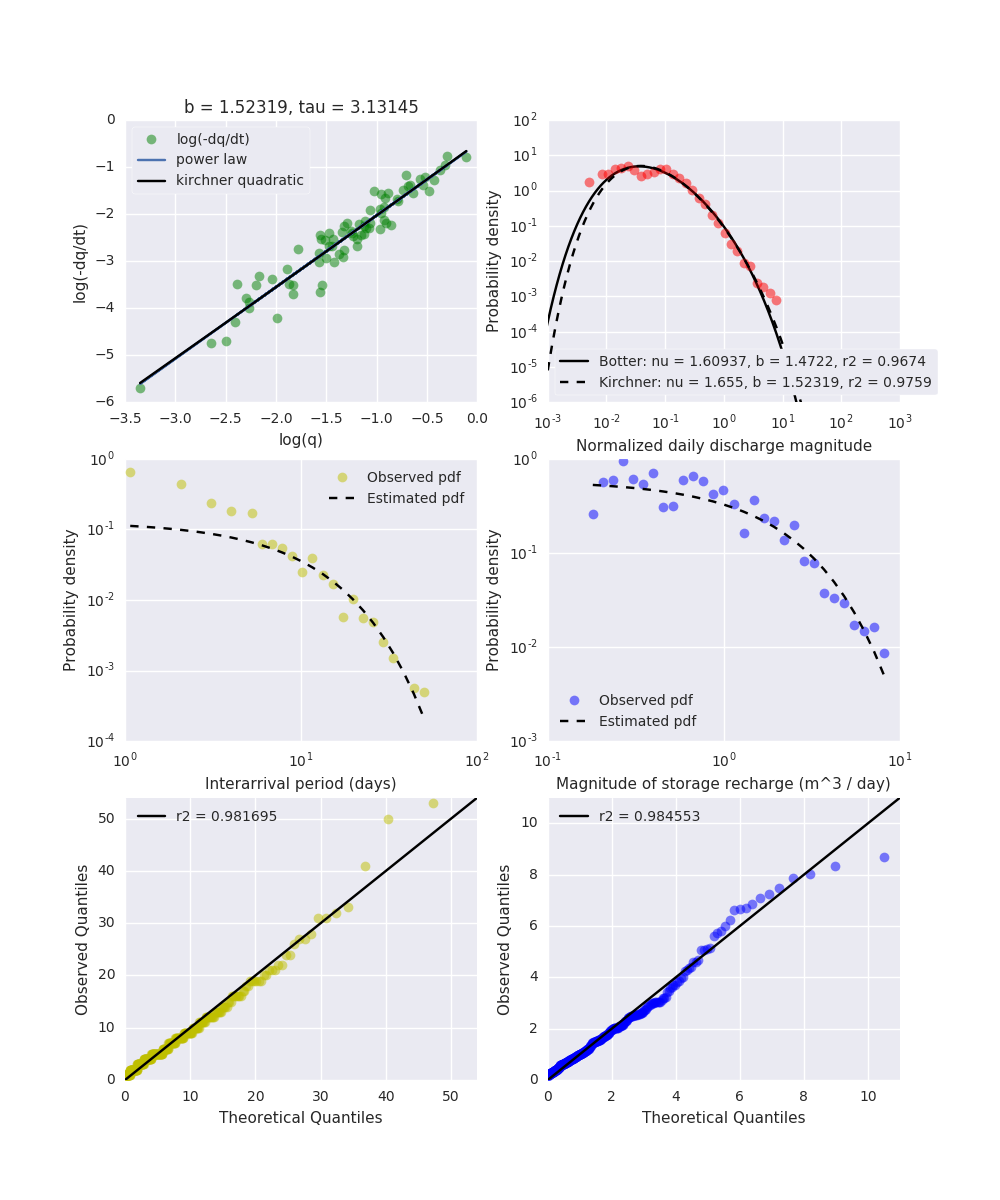 b = 1.52319, tau = 3.13145
0
−1
−2
−3
−4
−5
−6
log(-dq/dt)
log(-dq/dt)
power law
kirchner quadratic
−3.5 −3.0 −2.5 −2.0 −1.5 −1.0 −0.5 0.0
log(q)
10^2
10^1
10^0
10^-1
10^-2
10^-3
10^-4
10^-5
10^-6
Probability density
Botter: nu = 1.60937, b = 1.4722, r2 = 0.9674
Kirchner: nu = 1.655, b = 1.52319, r2 = 0.9759
10^-3 10^-2 10^-1 10^0 10^1 10^2 10^3
Normalized daily discharge magnitude
10^0
10^-1
10^-2
10^-3
10^-4
Probability density
Observed pdf
Estimated pdf
10^0 10^1 10^2
Interarrival period (days)
10^0
10^-1
10^-2
10^-3
Probability density
Observed pdf
Estimated pdf
10^-1 10^0 10^1
Magnitude of storage recharge (m^3 / day)
50
40
30
20
10
0
Observed Quantiles
r2 = 0.981695
0 10 20 30 40 50
Theoretical Quantiles
10
8
6
4
2
0
Observed Quantiles
r2 = 0.984553
0 2 4 6 8 10
Theoretical Quantiles